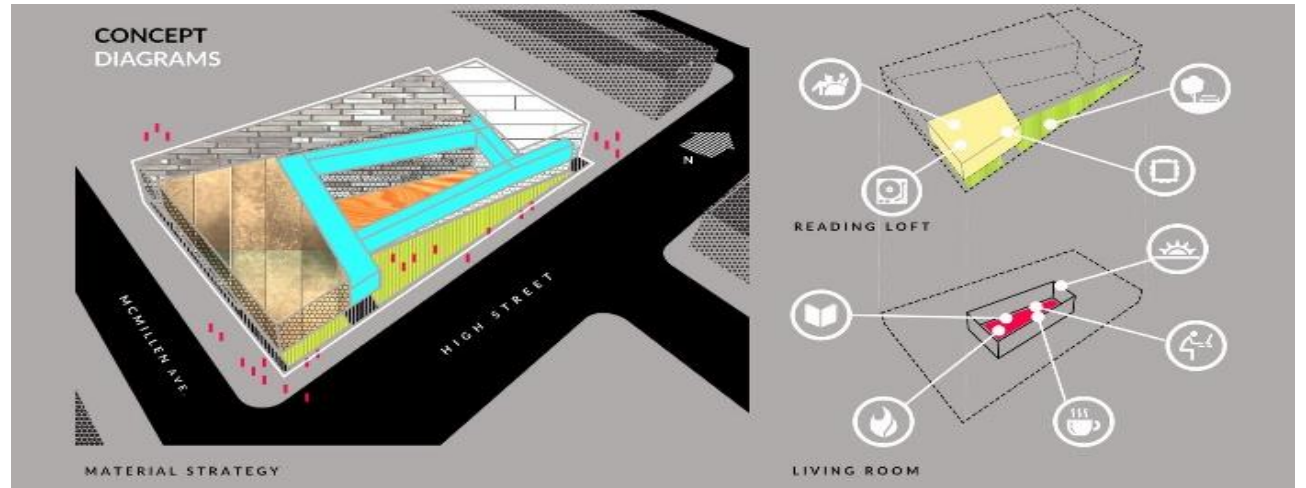 CONCEPT
DIAGRAMS
N
MCMILLEN AVE.
HIGH STREET
MATERIAL STRATEGY
READING LOFT
LIVING ROOM